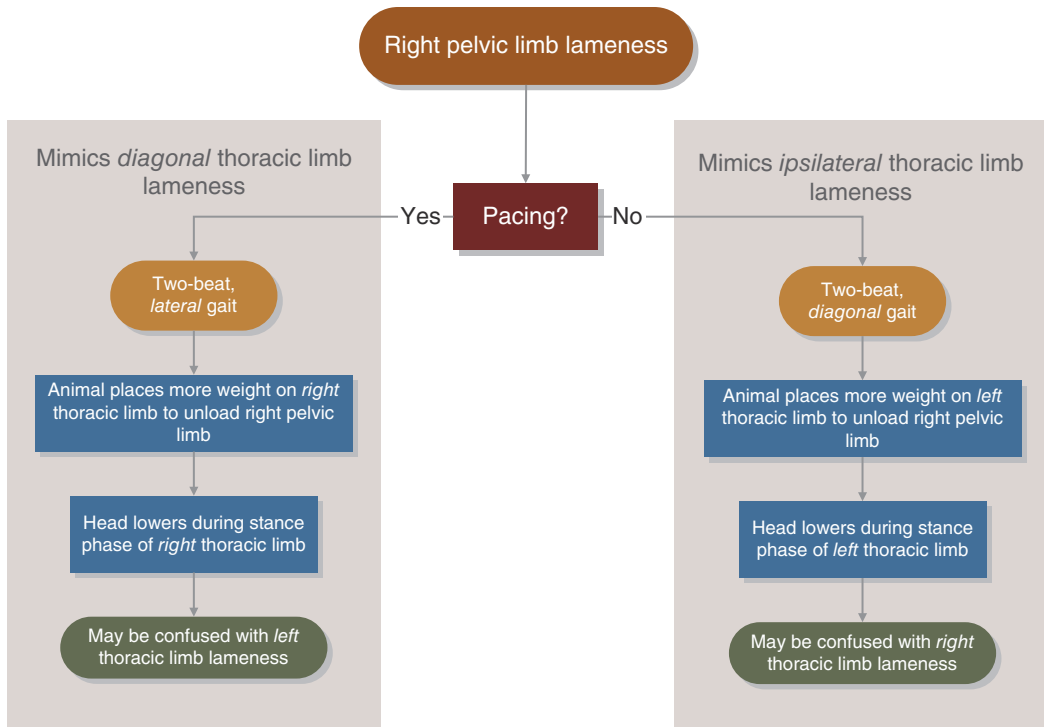 Right pelvic limb lameness
Mimics diagonal thoracic limb
lameness
Mimics ipsilateral thoracic limb
lameness
Yes
Pacing?
No
Two-beat,
lateral gait
Animal places more weight on right
thoracic limb to unload right pelvic
limb
Head lowers during stance
phase of right thoracic limb
May be confused with left
thoracic limb lameness
Two-beat,
diagonal gait
Animal places more weight on left
thoracic limb to unload right pelvic
limb
Head lowers during stance
phase of left thoracic limb
May be confused with right
thoracic limb lameness